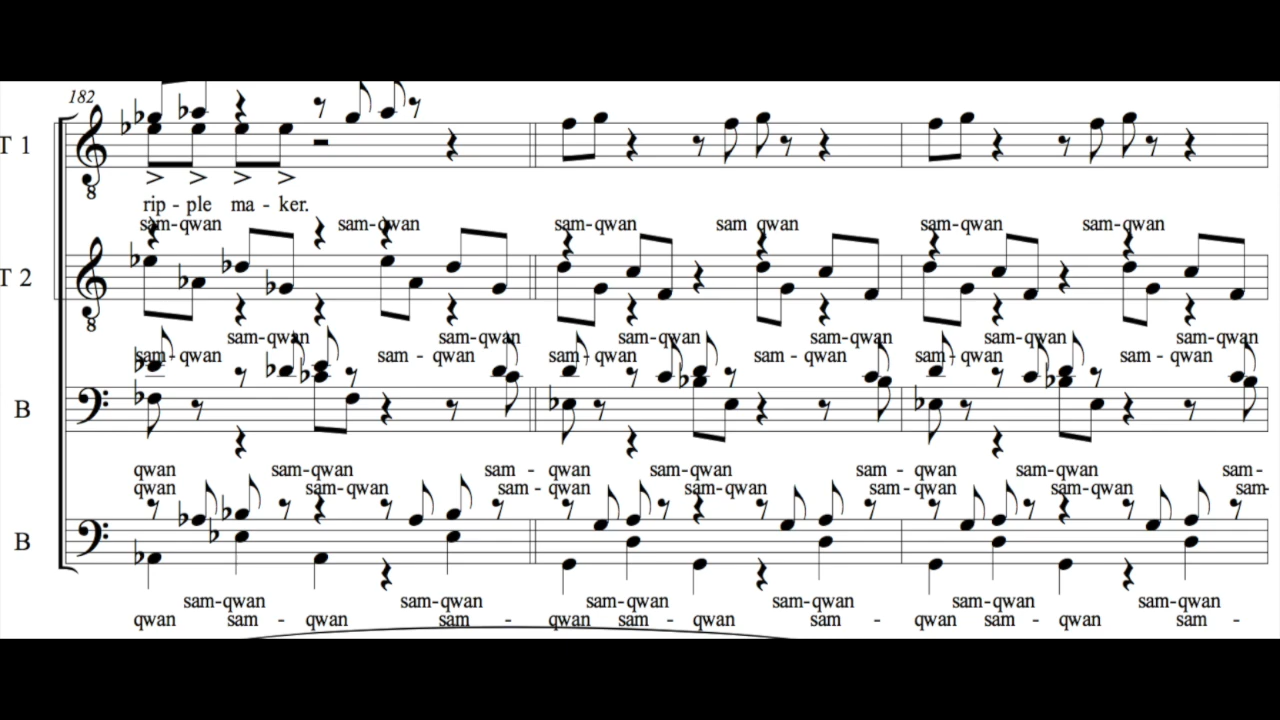 182
T 1
rip - ple ma - ker.
sam-qwan sam-qwan sam-qwan sam qwan sam-qwan sam-qwan
T 2
sam-qwan sam-qwan sam-qwan sam-qwan sam-qwan sam-qwan
sam-qwan sam - qwan sam-qwan sam - qwan sam-qwan sam - qwan
B
qwan sam-qwan sam - qwan sam-qwan sam - qwan sam-qwan sam-
qwan sam-qwan sam - qwan sam-qwan sam-qwan sam-qwan sam-
B
sam-qwan sam-qwan sam-qwan sam-qwan sam-qwan sam-qwan
qwan sam - qwan sam - qwan sam - qwan sam - qwan sam - qwan sam -